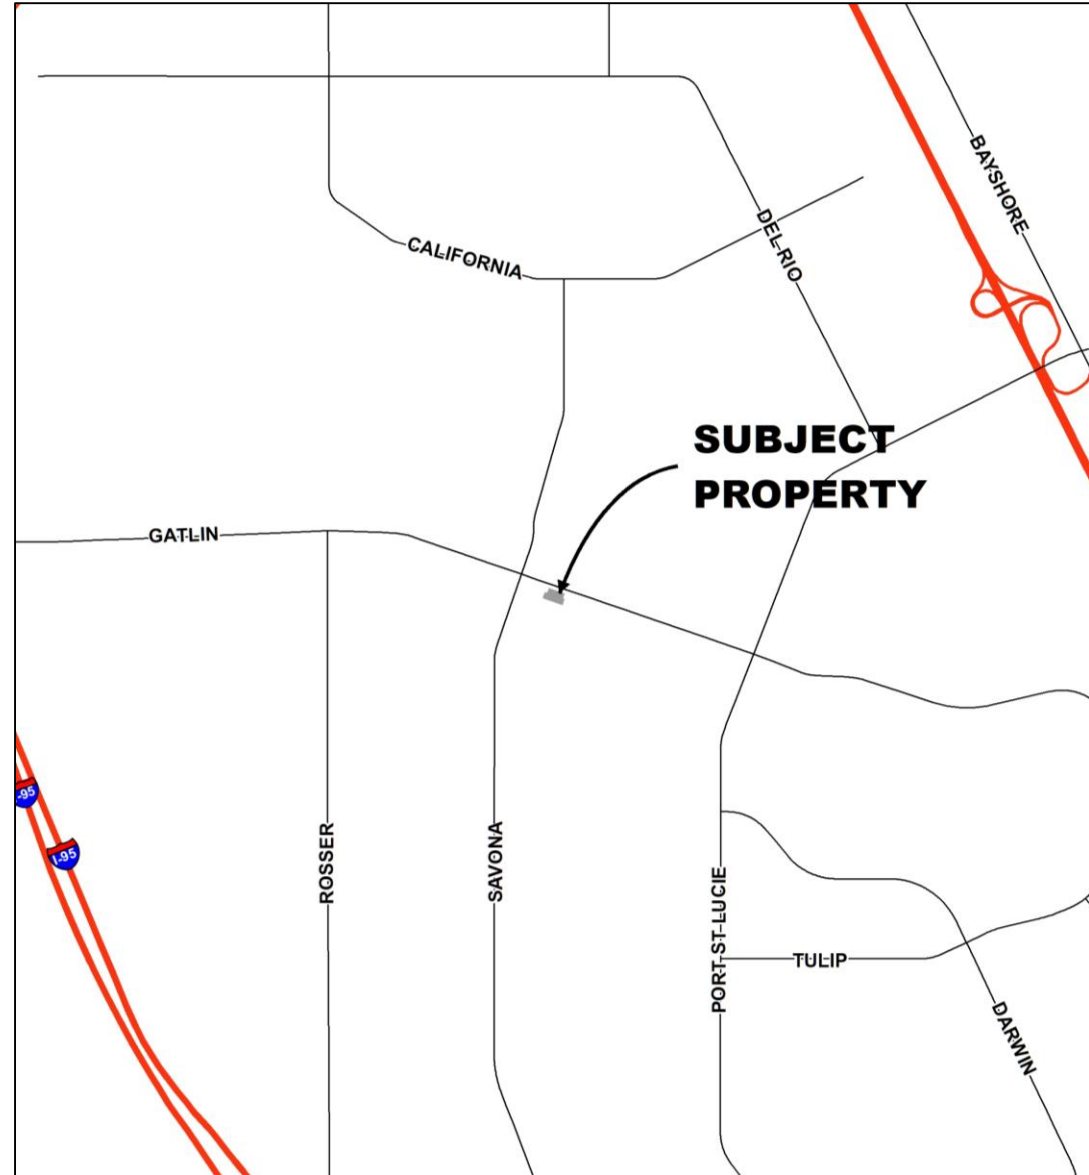 BAYSHORE
DEL RIO
CALIFORNIA
SUBJECT
PROPERTY
GATLIN
I-95
I-95
ROSSER
SAVONA
PORT ST LUCIE
TULIP
DARWIN